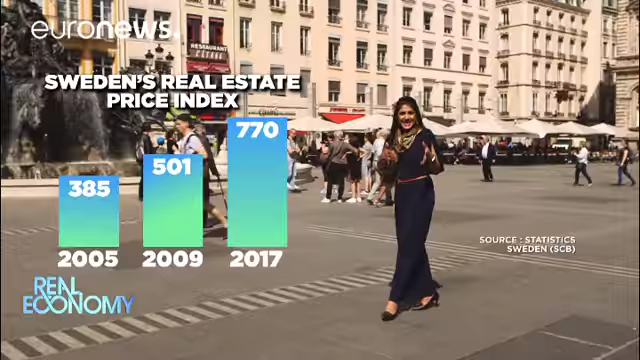 euronews.
RESTAURANT
SWEDEN'S REAL ESTATE
PRICE INDEX
385
501
770
2005
2009
2017
SOURCE : STATISTICS
SWEDEN (SCB)
REAL
ECONOMY